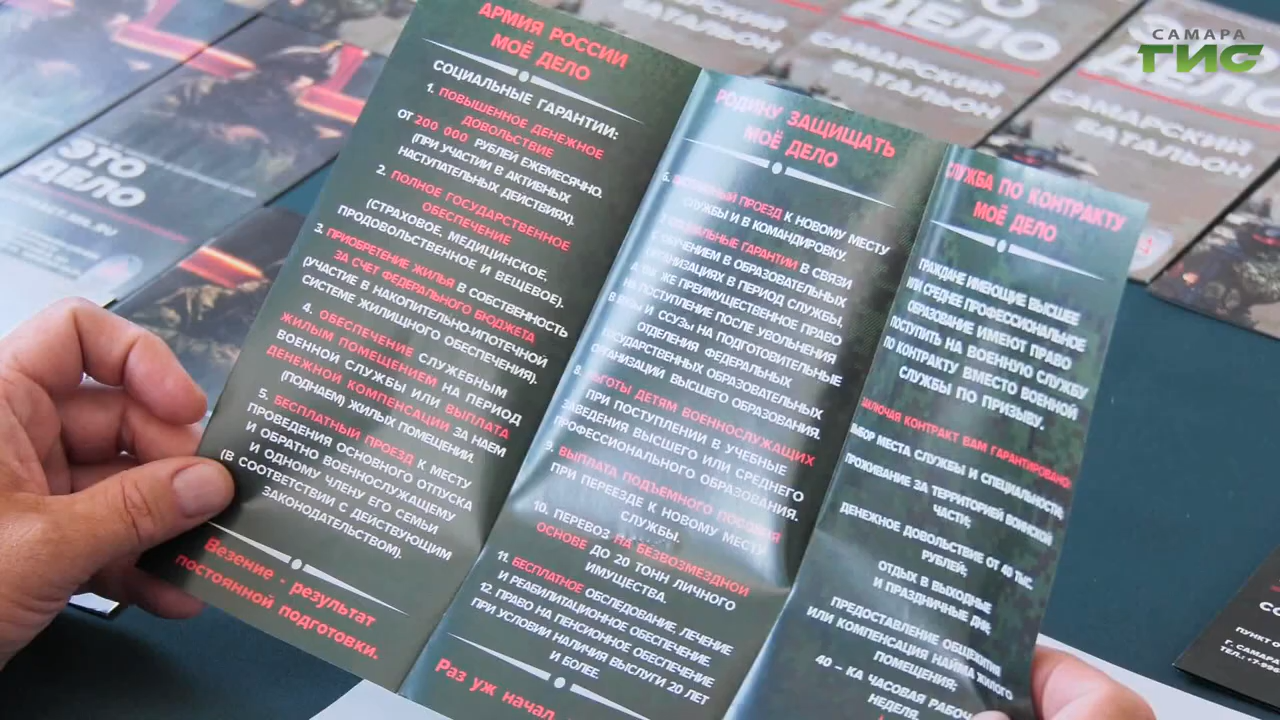 АРМИЯ РОССИИ
МОЁ ДЕЛО
СОЦИАЛЬНЫЕ ГАРАНТИИ:
1. ПОВЫШЕННОЕ ДЕНЕЖНОЕ
ДОВОЛЬСТВИЕ
ОТ 200 000 РУБЛЕЙ ЕЖЕМЕСЯЧНО.
(ПРИ УЧАСТИИ В АКТИВНЫХ
НАСТУПАТЕЛЬНЫХ ДЕЙСТВИЯХ).
2. ПОЛНОЕ ГОСУДАРСТВЕННОЕ
ОБЕСПЕЧЕНИЕ
(СТРАХОВОЕ, МЕДИЦИНСКОЕ,
ПРОДОВОЛЬСТВЕННОЕ И ВЕЩЕВОЕ).
3. ПРИОБРЕТЕНИЕ ЖИЛЬЯ В СОБСТВЕННОСТЬ
ЗА СЧЕТ ФЕДЕРАЛЬНОГО БЮДЖЕТА
(УЧАСТИЕ В НАКОПИТЕЛЬНО-ИПОТЕЧНОЙ
СИСТЕМЕ ЖИЛИЩНОГО ОБЕСПЕЧЕНИЯ).
4. ОБЕСПЕЧЕНИЕ СЛУЖЕБНЫМ
ЖИЛЫМ ПОМЕЩЕНИЕМ НА ПЕРИОД
ВОЕННОЙ СЛУЖБЫ ИЛИ ВЫПЛАТА
ДЕНЕЖНОЙ КОМПЕНСАЦИИ ЗА НАЕМ
(ПОДНАЕМ) ЖИЛЫХ ПОМЕЩЕНИЙ.
5. БЕСПЛАТНЫЙ ПРОЕЗД К МЕСТУ
ПРОВЕДЕНИЯ ОСНОВНОГО ОТПУСКА
И ОБРАТНО ВОЕННОСЛУЖАЩЕМУ
И ОДНОМУ ЧЛЕНУ ЕГО СЕМЬИ
(В СООТВЕТСТВИИ С ДЕЙСТВУЮЩИМ
ЗАКОНОДАТЕЛЬСТВОМ).
Везение - результат
постоянной подготовки.
РОДИНУ ЗАЩИЩАТЬ
МОЁ ДЕЛО
6. ПРОЕЗД К НОВОМУ МЕСТУ
СЛУЖБЫ И В КОМАНДИРОВКУ.
ГАРАНТИИ В СВЯЗИ
С ОБУЧЕНИЕМ В ОБРАЗОВАТЕЛЬНЫХ
ОРГАНИЗАЦИЯХ В ПЕРИОД СЛУЖБЫ,
А ТАК ЖЕ ПРЕИМУЩЕСТВЕННОЕ ПРАВО
НА ПОСТУПЛЕНИЕ ПОСЛЕ УВОЛЬНЕНИЯ
В ВУЗЫ И ССУЗЫ НА ПОДГОТОВИТЕЛЬНЫЕ
ОТДЕЛЕНИЯ ФЕДЕРАЛЬНЫХ
ГОСУДАРСТВЕННЫХ ОБРАЗОВАТЕЛЬНЫХ
ОРГАНИЗАЦИИ ВЫСШЕГО ОБРАЗОВАНИЯ.
8. ЛЬГОТЫ ДЕТЯМ ВОЕННОСЛУЖАЩИХ
ПРИ ПОСТУПЛЕНИИ В УЧЕБНЫЕ
ЗАВЕДЕНИЯ ВЫСШЕГО ИЛИ СРЕДНЕГО
ПРОФЕССИОНАЛЬНОГО ОБРАЗОВАНИЯ.
9. ВЫПЛАТА ПОДЪЕМНОГО ПОСОБИЯ
ПРИ ПЕРЕЕЗДЕ К НОВОМУ МЕСТУ
СЛУЖБЫ.
10. ПЕРЕВОЗ НА БЕЗВОЗМЕЗДНОЙ
ОСНОВЕ ДО 20 ТОНН ЛИЧНОГО
ИМУЩЕСТВА.
11. БЕСПЛАТНОЕ ОБСЛЕДОВАНИЕ, ЛЕЧЕНИЕ
И РЕАБИЛИТАЦИОННОЕ ОБЕСПЕЧЕНИЕ.
12. ПРАВО НА ПЕНСИОННОЕ ОБЕСПЕЧЕНИЕ
ПРИ УСЛОВИИ НАЛИЧИЯ ВЫСЛУГИ 20 ЛЕТ
И БОЛЕЕ.
Раз уж начал
СЛУЖБА ПО КОНТРАКТУ
МОЁ ДЕЛО
ГРАЖДАНЕ ИМЕЮЩИЕ ВЫСШЕЕ
ИЛИ СРЕДНЕЕ ПРОФЕССИОНАЛЬНОЕ
ОБРАЗОВАНИЕ ИМЕЮТ ПРАВО
ПОСТУПИТЬ НА ВОЕННУЮ СЛУЖБУ
ПО КОНТРАКТУ ВМЕСТО ВОЕННОЙ
СЛУЖБЫ ПО ПРИЗЫВУ.
КОНТРАКТ ВАМ ГАРАНТИРОВАНО:
МЕСТА СЛУЖБЫ И СПЕЦИАЛЬНОСТИ;
ПРОЖИВАНИЕ ЗА ТЕРРИТОРИЕЙ ВОИНСКОЙ
ЧАСТИ;
ДЕНЕЖНОЕ ДОВОЛЬСТВИЕ ОТ 40 ТЫС.
РУБЛЕЙ;
ОТДЫХ В ВЫХОДНЫЕ
И ПРАЗДНИЧНЫЕ ДНИ;
ПРЕДОСТАВЛЕНИЕ ОБЩЕЖИТИЯ
ИЛИ КОМПЕНСАЦИЯ НАЙМА ЖИЛОГО
ПОМЕЩЕНИЯ;
40 - КА ЧАСОВАЯ РАБОЧ
НЕДЕЛЯ.
ЭТО
ДЕЛО
ДЕЛО
САМАРСКИЙ
БАТАЛЬОН
САМАРСКИЙ
БАТАЛЬОН
САМАРА
ГИС
ПУНКТ О
Г. САМАРА